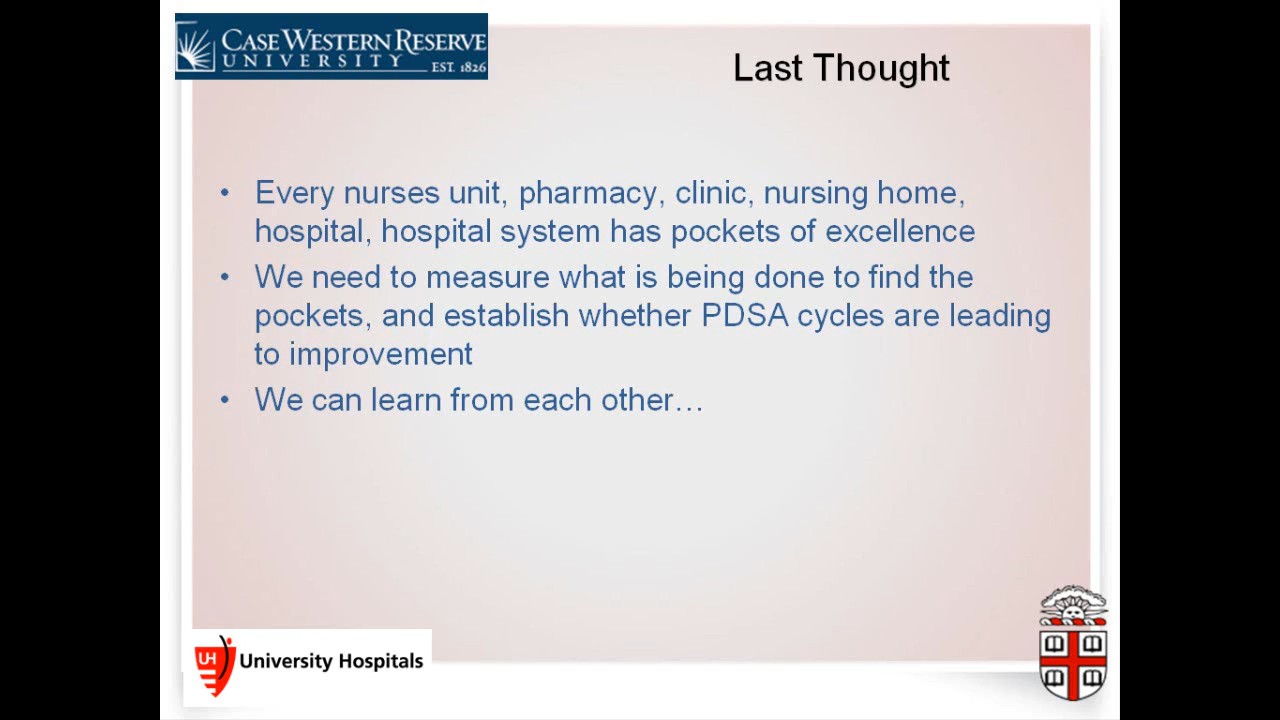 CASE WESTERN RESERVE
UNIVERSITY
EST. 1826
Last Thought
• Every nurses unit, pharmacy, clinic, nursing home,
hospital, hospital system has pockets of excellence
• We need to measure what is being done to find the
pockets, and establish whether PDSA cycles are leading
to improvement
• We can learn from each other…
UH University Hospitals